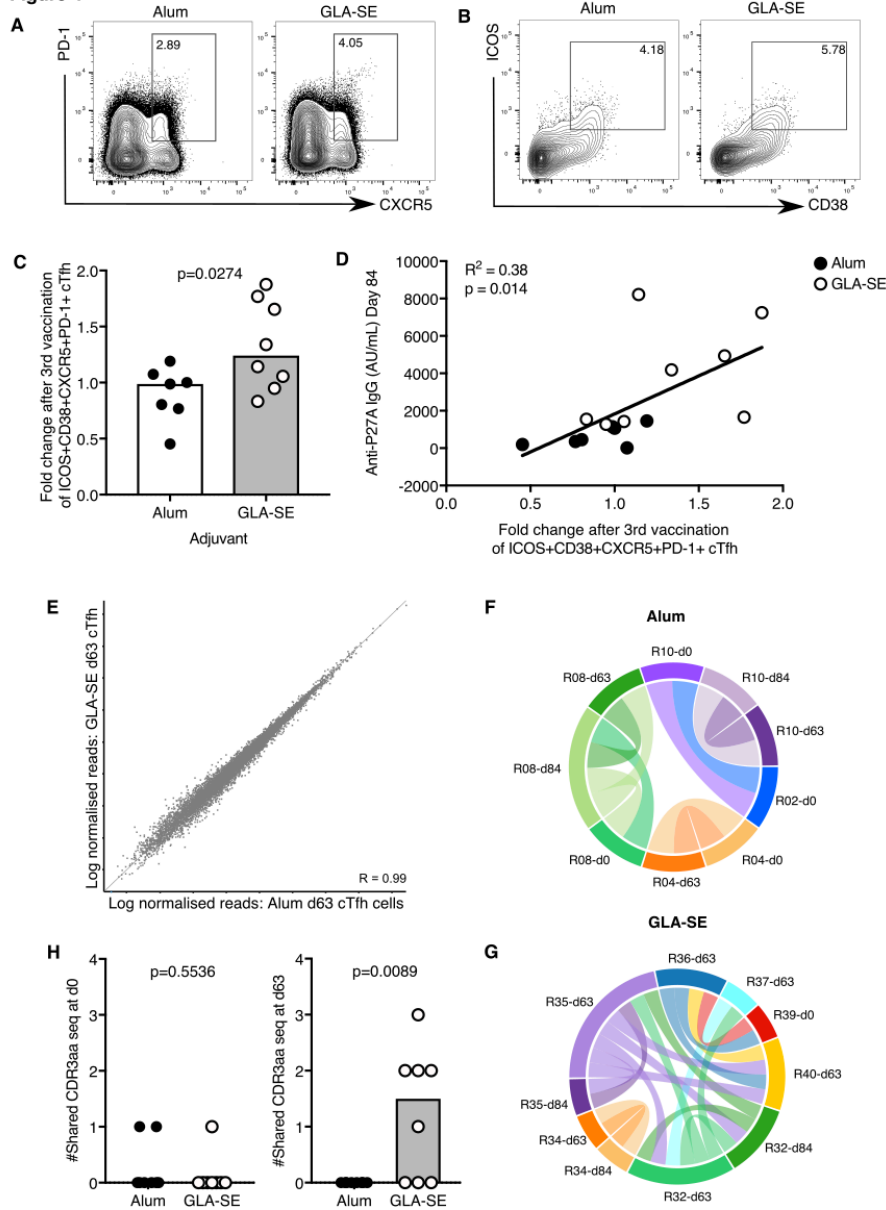 A
Alum
GLA-SE
PD-1
2.89
4.05
CXCR5
B
Alum
GLA-SE
ICOS
4.18
5.78
CD38
C
Fold change after 3rd vaccination
of ICOS+CD38+CXCR5+PD-1+ cTfh
p=0.0274
2.0
1.5
1.0
0.5
0.0
Alum
GLA-SE
Adjuvant
D
Anti-P27A IgG (AU/mL) Day 84
R² = 0.38
p = 0.014
10000
8000
6000
4000
2000
0
-2000
0.0
0.5
1.0
1.5
2.0
Fold change after 3rd vaccination
of ICOS+CD38+CXCR5+PD-1+ cTfh
Alum
GLA-SE
E
Log normalised reads: GLA-SE d63 cTfh
R = 0.99
Log normalised reads: Alum d63 cTfh cells
F
Alum
R10-d0
R10-d84
R10-d63
R02-d0
R04-d0
R04-d63
R08-d0
R08-d84
R08-d63
H
#Shared CDR3aa seq at d0
p=0.5536
4
3
2
1
0
Alum
GLA-SE
#Shared CDR3aa seq at d63
p=0.0089
4
3
2
1
0
Alum
GLA-SE
G
GLA-SE
R36-d63
R37-d63
R39-d0
R40-d63
R32-d84
R32-d63
R34-d84
R34-d63
R35-d84
R35-d63